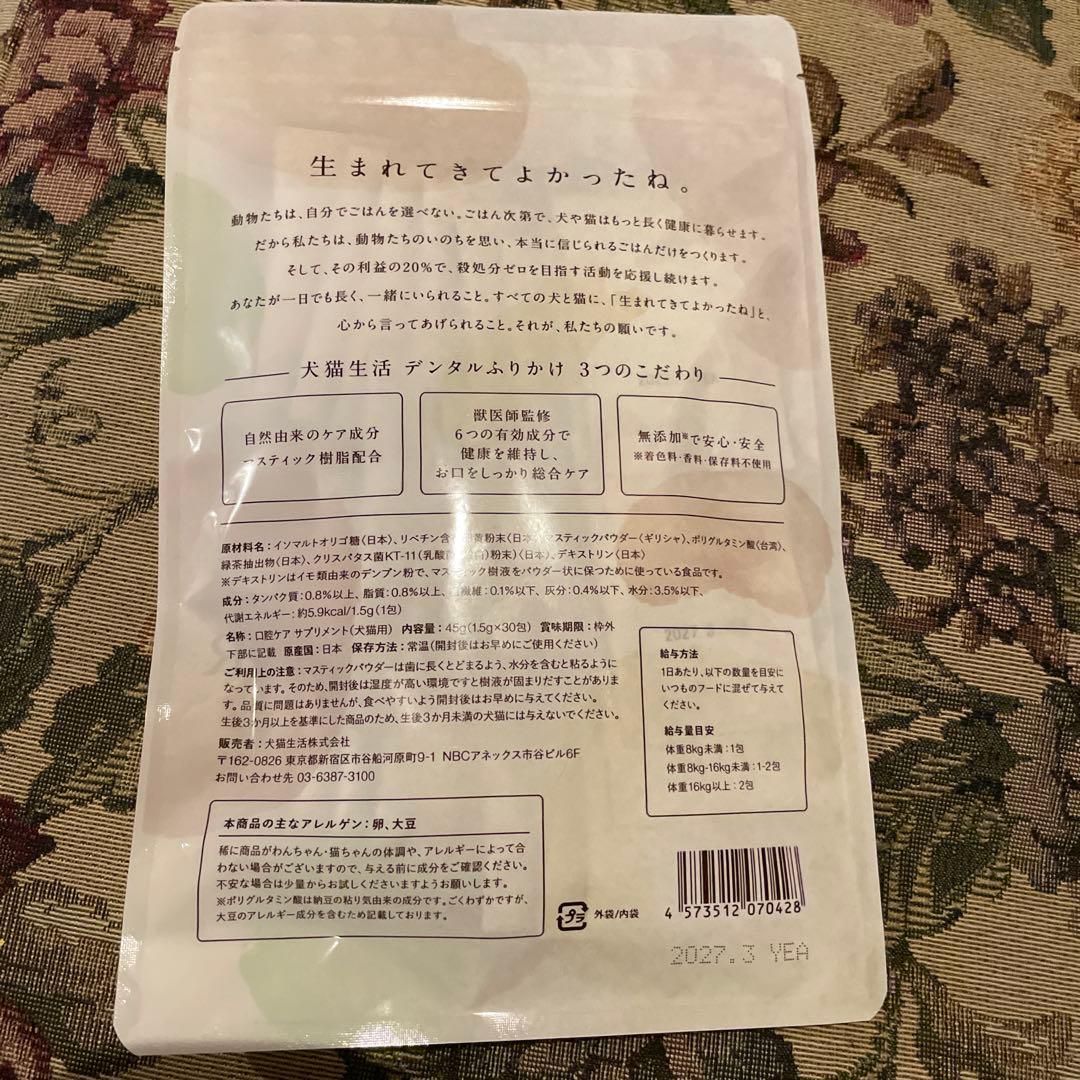 生まれてきてよかったね。
動物たちは、自分でごはんを選べない。ごはん次第で、犬や猫はもっと長く健康に暮らせます。
だから私たちは、動物たちのいのちを思い、本当に信じられるごはんだけをつくります。
そして、その利益の20%で、殺処分ゼロを目指す活動を応援し続けます。
あなたが一日でも長く、一緒にいられること。すべての犬と猫に、「生まれてきてよかったね」と、
心から言ってあげられること。それが、私たちの願いです。
犬猫生活 デンタルふりかけ 3つのこだわり
自然由来のケア成分
マスティック樹脂配合
獣医師監修
6つの有効成分で
健康を維持し、
お口をしっかり総合ケア
無添加※で安心・安全
※着色料・香料・保存料不使用
原材料名：イソマルトオリゴ糖(日本)、リベチン含 黄粉末(日本) マスティックパウダー(ギリシャ)、ポリグルタミン酸(台湾)、
緑茶抽出物(日本)、クリスパタス菌KT-11(乳酸 粉末)(日本)、デキストリン(日本)
※デキストリンはイモ類由来のデンプン粉で、マスティック樹液をパウダー状に保つために使っている食品です。
成分：タンパク質：0.8%以上、脂質：0.8%以上、 繊維：0.1%以下、灰分：0.4%以下、水分：3.5%以下、
代謝エネルギー：約5.9kcal/1.5g(1包)
名称：口腔ケア サプリメント(犬猫用) 内容量：45g(1.5g×30包) 賞味期限：枠外
下部に記載 原産国：日本 保存方法：常温(開封後はお早めにご使用ください)
ご利用上の注意：マスティックパウダーは歯に長くとどまるよう、水分を含むと粘るように
なっています。そのため、開封後は湿度が高い環境ですと樹液が固まりだすことがありま
す。品質に問題はありませんが、食べやすいよう開封後はお早めに与えてください。
生後3か月以上を基準にした商品のため、生後3か月未満の犬猫には与えないでください。
販売者：犬猫生活株式会社
〒162-0826 東京都新宿区市谷船河原町9-1 NBCアネックス市谷ビル6F
お問い合わせ先 03-6387-3100
給与方法
1日あたり、以下の数量を目安に
いつものフードに混ぜて与えて
ください。
給与量目安
体重8kg未満：1包
体重8kg-16kg未満：1-2包
体重16kg以上：2包
本商品の主なアレルゲン：卵、大豆
稀に商品がわんちゃん・猫ちゃんの体調や、アレルギーによって合
わない場合がございますので、与える前に成分をご確認ください。
不安な場合は少量からお試しくださいますようお願いします。
※ポリグルタミン酸は納豆の粘り気由来の成分です。ごくわずかですが、
大豆のアレルギー成分を含むため記載しております。
プラ 外袋/内袋
4 573512 070428
2027.3 YEA